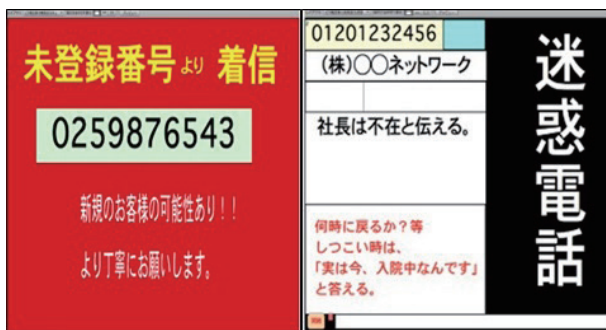 未登録番号より着信
0259876543
新規のお客様の可能性あり！！
より丁寧にお願いします。
01201232456
(株)〇〇ネットワーク
社長は不在と伝える。
何時に戻るか？等
しつこい時は、
「実は今、入院中なんです」
と答える。
迷惑電話